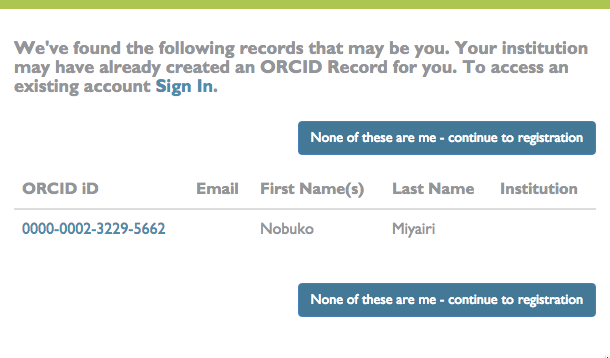 We've found the following records that may be you. Your institution
may have already created an ORCID Record for you. To access an
existing account Sign In.
None of these are me - continue to registration
ORCID iD Email First Name(s) Last Name Institution
0000-0002-3229-5662 Nobuko Miyairi
None of these are me - continue to registration